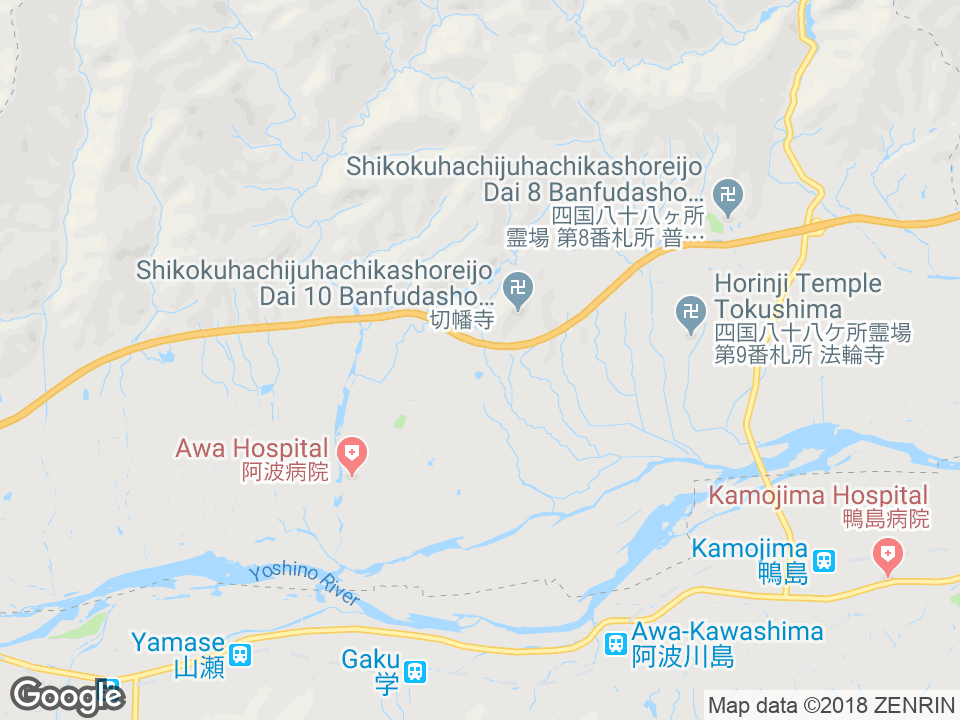 Shikokuhachijuhachikashoreijo
Dai 8 Banfudasho...
四国八十八ヶ所
霊場 第8番札所 普…
Shikokuhachijuhachikashoreijo
Dai 10 Banfudasho...
切幡寺
Horinji Temple
Tokushima
四国八十八ケ所霊場
第9番札所 法輪寺
Awa Hospital
阿波病院
Kamojima Hospital
鴨島病院
Kamojima
鴨島
Yoshino River
Awa-Kawashima
阿波川島
Yamase
山瀬
Gaku
学
Google
Map data ©2018 ZENRIN